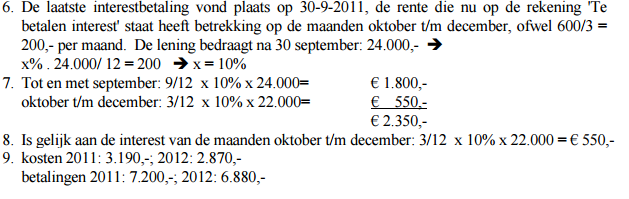 6. De laatste interestbetaling vond plaats op 30-9-2011, de rente die nu op de rekening 'Te
betalen interest' staat heeft betrekking op de maanden oktober t/m december, ofwel 600/3 =
200,- per maand. De lening bedraagt na 30 september: 24.000,- ➔
x% . 24.000/ 12 = 200 ➔ x = 10%
7. Tot en met september: 9/12 x 10% x 24.000= € 1.800,-
oktober t/m december: 3/12 x 10% x 22.000= € 550,-
€ 2.350,-
8. Is gelijk aan de interest van de maanden oktober t/m december: 3/12 x 10% x 22.000 = € 550,-
9. kosten 2011: 3.190,-; 2012: 2.870,-
betalingen 2011: 7.200,-; 2012: 6.880,-